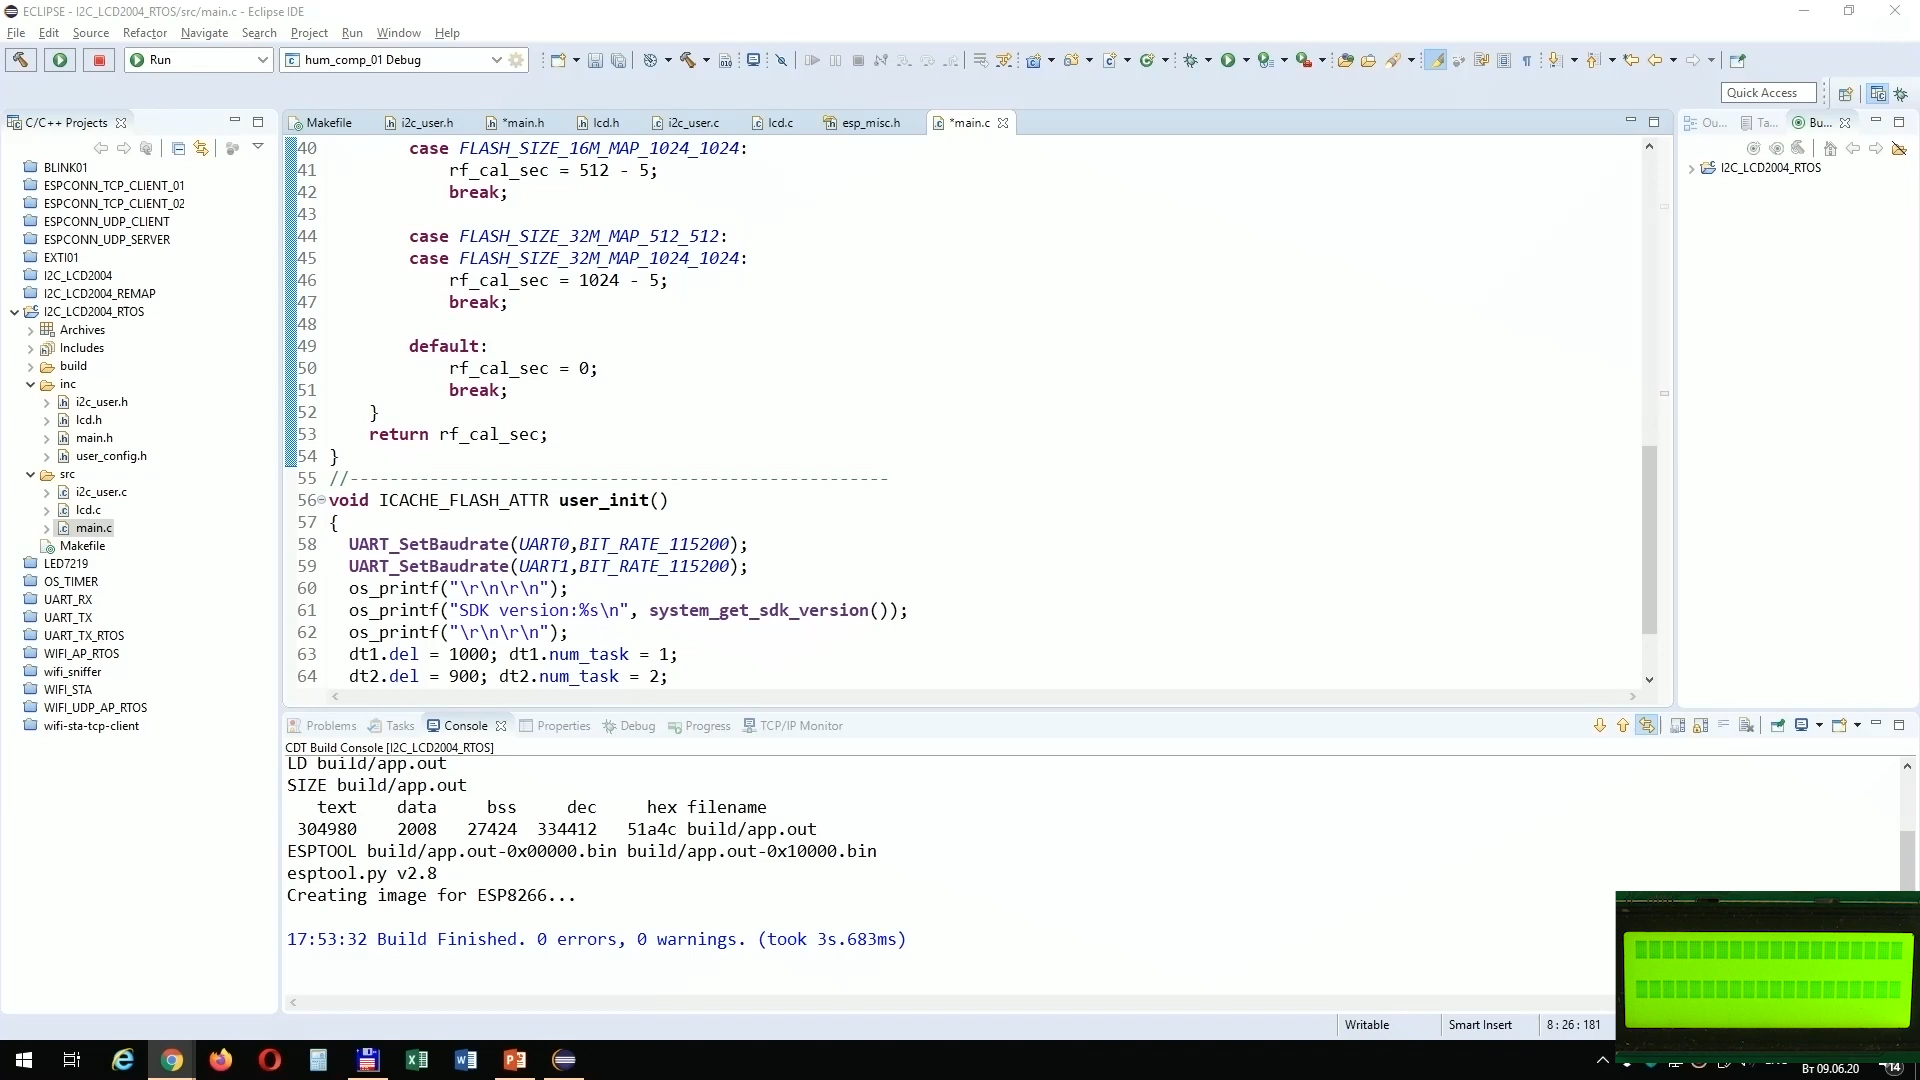 ECLIPSE - I2C_LCD2004_RTOS/src/main.c - Eclipse IDE
File Edit Source Refactor Navigate Search Project Run Window Help
Run
hum_comp_01 Debug
Quick Access
C/C++ Projects
BLINK01
ESPCONN_TCP_CLIENT_01
ESPCONN_TCP_CLIENT_02
ESPCONN_UDP_CLIENT
ESPCONN_UDP_SERVER
EXTI01
I2C_LCD2004
I2C_LCD2004_REMAP
I2C_LCD2004_RTOS
Archives
Includes
build
inc
i2c_user.h
lcd.h
main.h
user_config.h
src
i2c_user.c
lcd.c
main.c
Makefile
LED7219
OS_TIMER
UART_RX
UART_TX
UART_TX_RTOS
WIFI_AP_RTOS
wifi_sniffer
WIFI_STA
WIFI_UDP_AP_RTOS
wifi-sta-tcp-client
Makefile i2c_user.h *main.h lcd.h i2c_user.c lcd.c esp_misc.h *main.c
40 case FLASH_SIZE_16M_MAP_1024_1024:
41 rf_cal_sec = 512 - 5;
42 break;
43
44 case FLASH_SIZE_32M_MAP_512_512:
45 case FLASH_SIZE_32M_MAP_1024_1024:
46 rf_cal_sec = 1024 - 5;
47 break;
48
49 default:
50 rf_cal_sec = 0;
51 break;
52 }
53 return rf_cal_sec;
54 }
55 //------------------------------------------------------
56 void ICACHE_FLASH_ATTR user_init()
57 {
58 UART_SetBaudrate(UART0,BIT_RATE_115200);
59 UART_SetBaudrate(UART1,BIT_RATE_115200);
60 os_printf("\r\n\r\n");
61 os_printf("SDK version:%s\n", system_get_sdk_version());
62 os_printf("\r\n\r\n");
63 dt1.del = 1000; dt1.num_task = 1;
64 dt2.del = 900; dt2.num_task = 2;
Ou... Ta... Bu...
I2C_LCD2004_RTOS
Problems Tasks Console Properties Debug Progress TCP/IP Monitor
CDT Build Console [I2C_LCD2004_RTOS]
LD build/app.out
SIZE build/app.out
text data bss dec hex filename
304980 2008 27424 334412 51a4c build/app.out
ESPTOOL build/app.out-0x00000.bin build/app.out-0x10000.bin
esptool.py v2.8
Creating image for ESP8266...
17:53:32 Build Finished. 0 errors, 0 warnings. (took 3s.683ms)
Writable Smart Insert 8 : 26 : 181
Вт 09.06.20
14